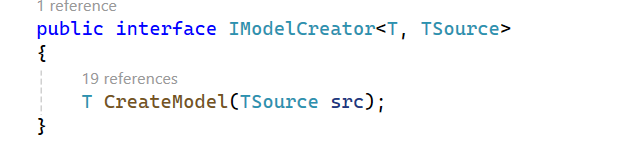 1 reference
public interface IModelCreator<T, TSource>
{
19 references
T CreateModel(TSource src);
}